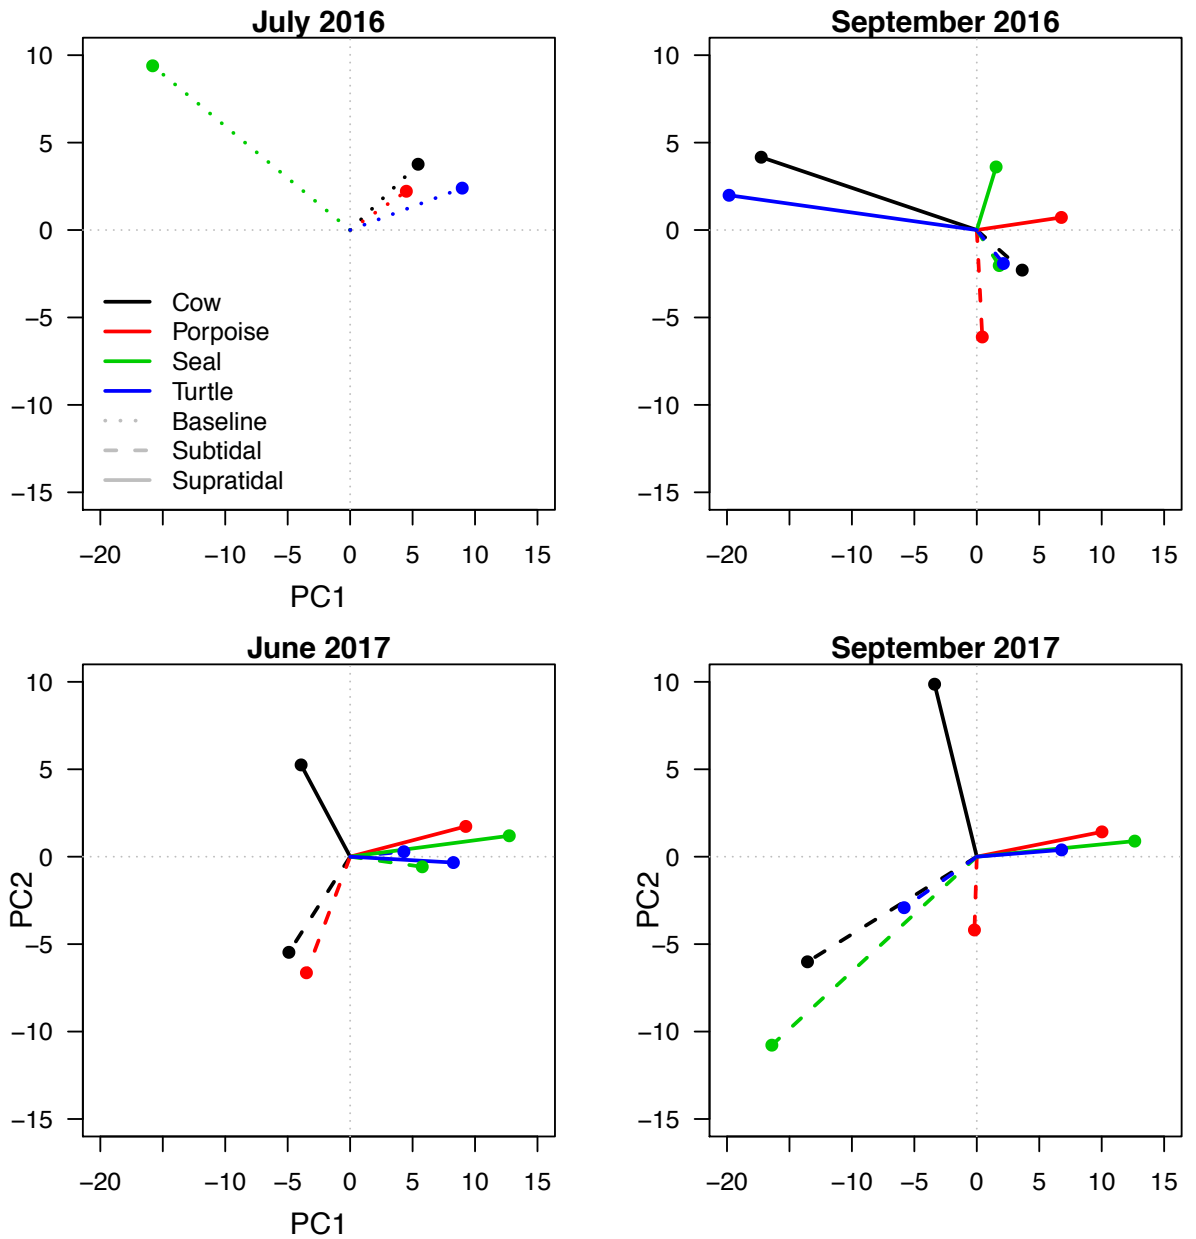 July 2016
10
5
0
−5
−10
−15
Cow
Porpoise
Seal
Turtle
Baseline
Subtidal
Supratidal
−20 −10 −5 0 5 10 15
PC1
September 2016
10
5
0
−5
−10
−15
−20 −10 −5 0 5 10 15
June 2017
PC2
10
5
0
−5
−10
−15
−20 −10 −5 0 5 10 15
PC1
September 2017
PC2
10
5
0
−5
−10
−15
−20 −10 −5 0 5 10 15